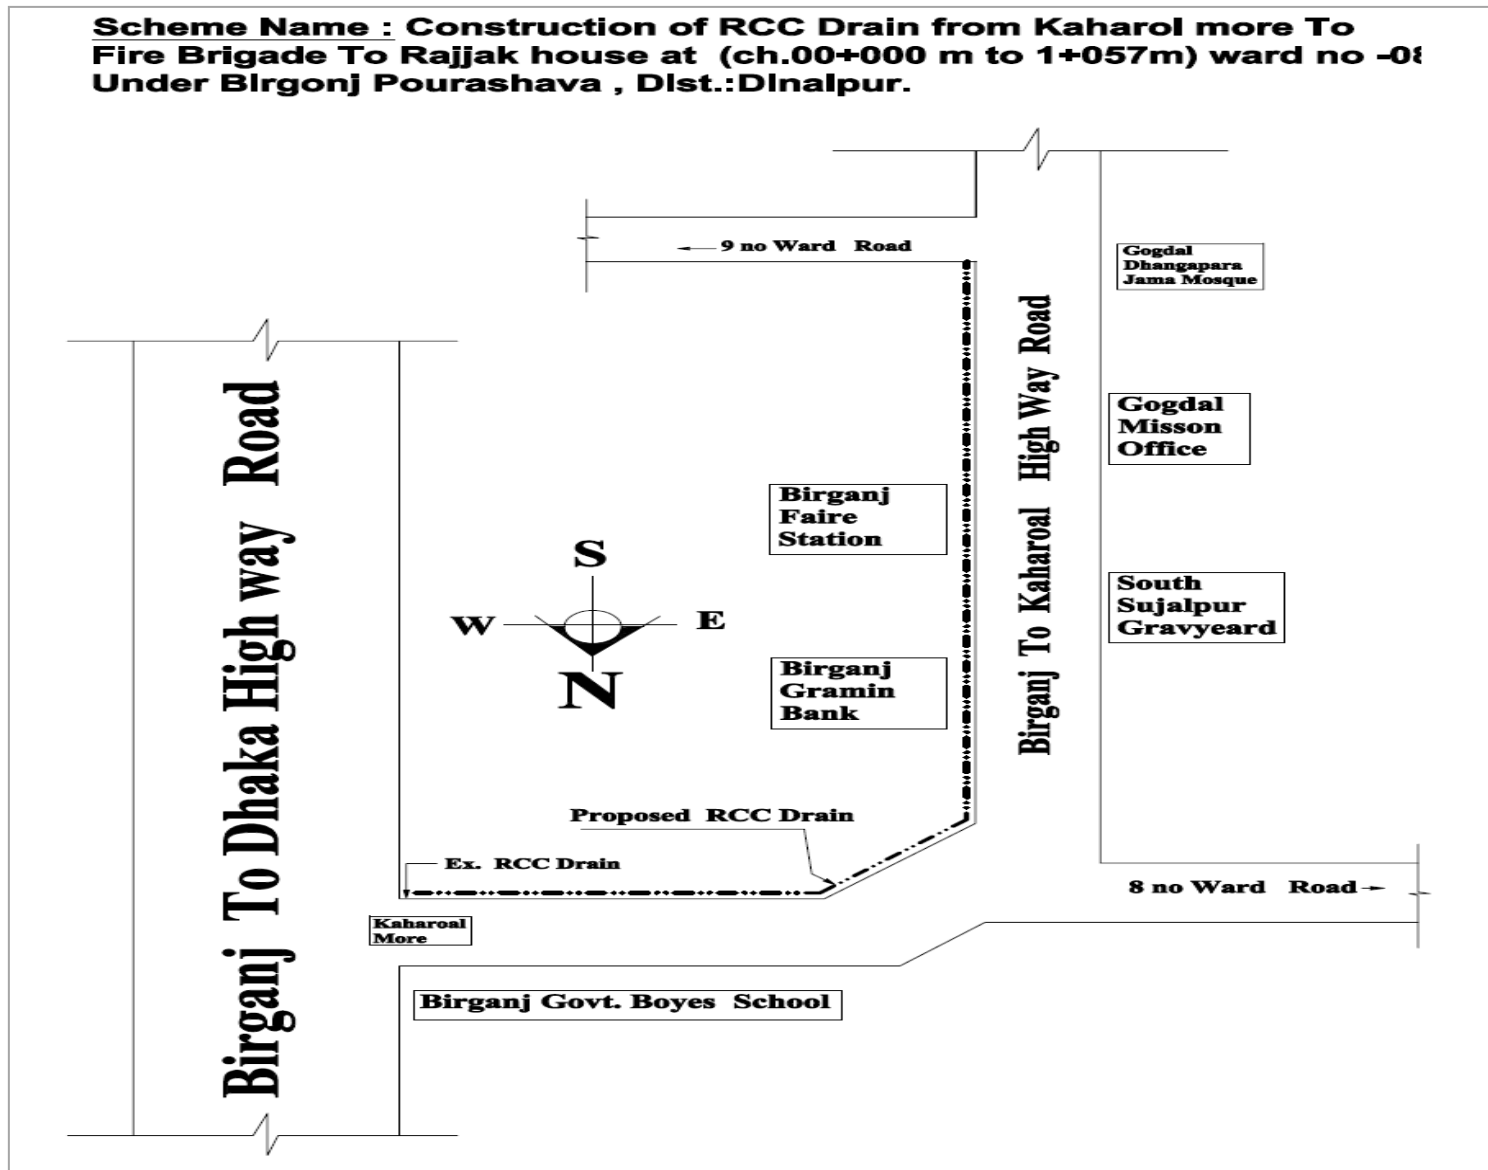 Scheme Name : Construction of RCC Drain from Kaharol more To
Fire Brigade To Rajjak house at (ch.00+000 m to 1+057m) ward no -08
Under Birgonj Pourashava , Dist.:Dinalpur.
9 no Ward Road
Gogdal
Dhangapara
Jama Mosque
Birganj To Kaharoal High Way Road
Birganj To Dhaka High way Road
Gogdal
Misson
Office
Birganj
Faire
Station
S
W
E
N
South
Sujalpur
Gravyeard
Birganj
Gramin
Bank
Proposed RCC Drain
Ex. RCC Drain
8 no Ward Road
Kaharoal
More
Birganj Govt. Boyes School